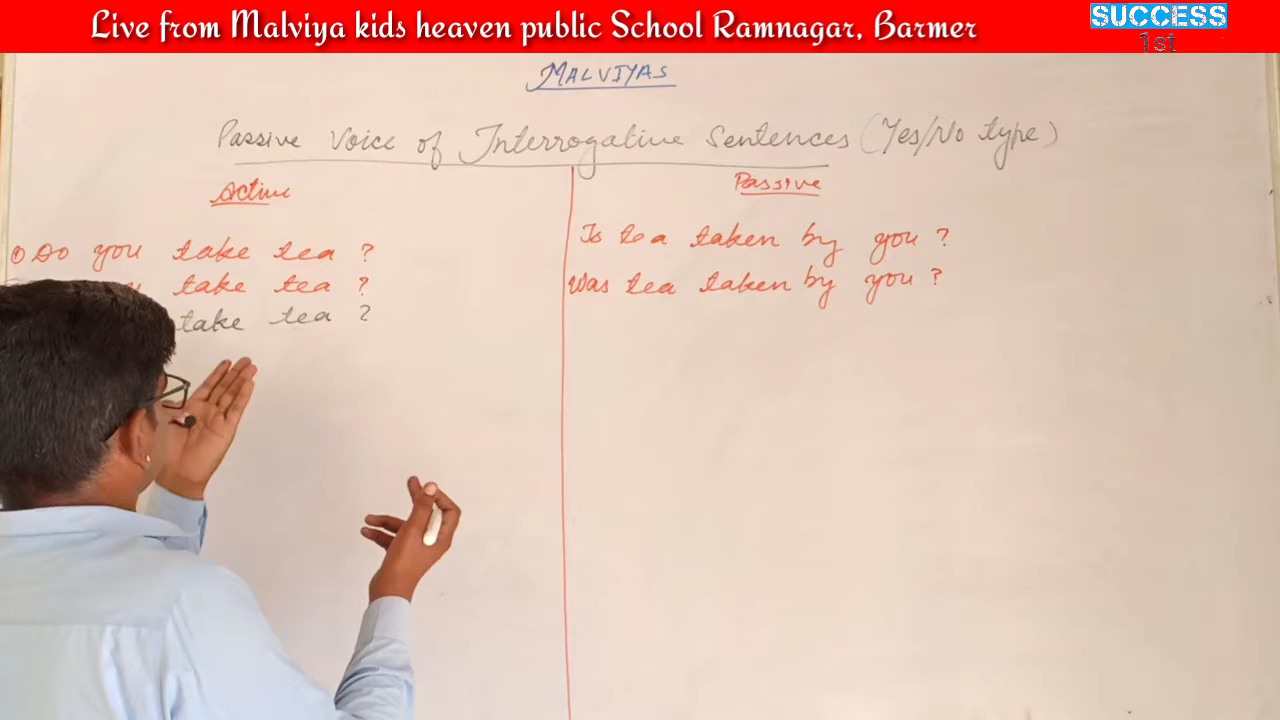 Live from Malviya kids heaven public School Ramnagar, Barmer
SUCCESS
1st
MALVIYAS
Passive Voice of Interrogative Sentences (Yes/No type)
Active
Passive
① Do you take tea ?
Is tea taken by you ?
take tea ?
Was tea taken by you ?
take tea ?